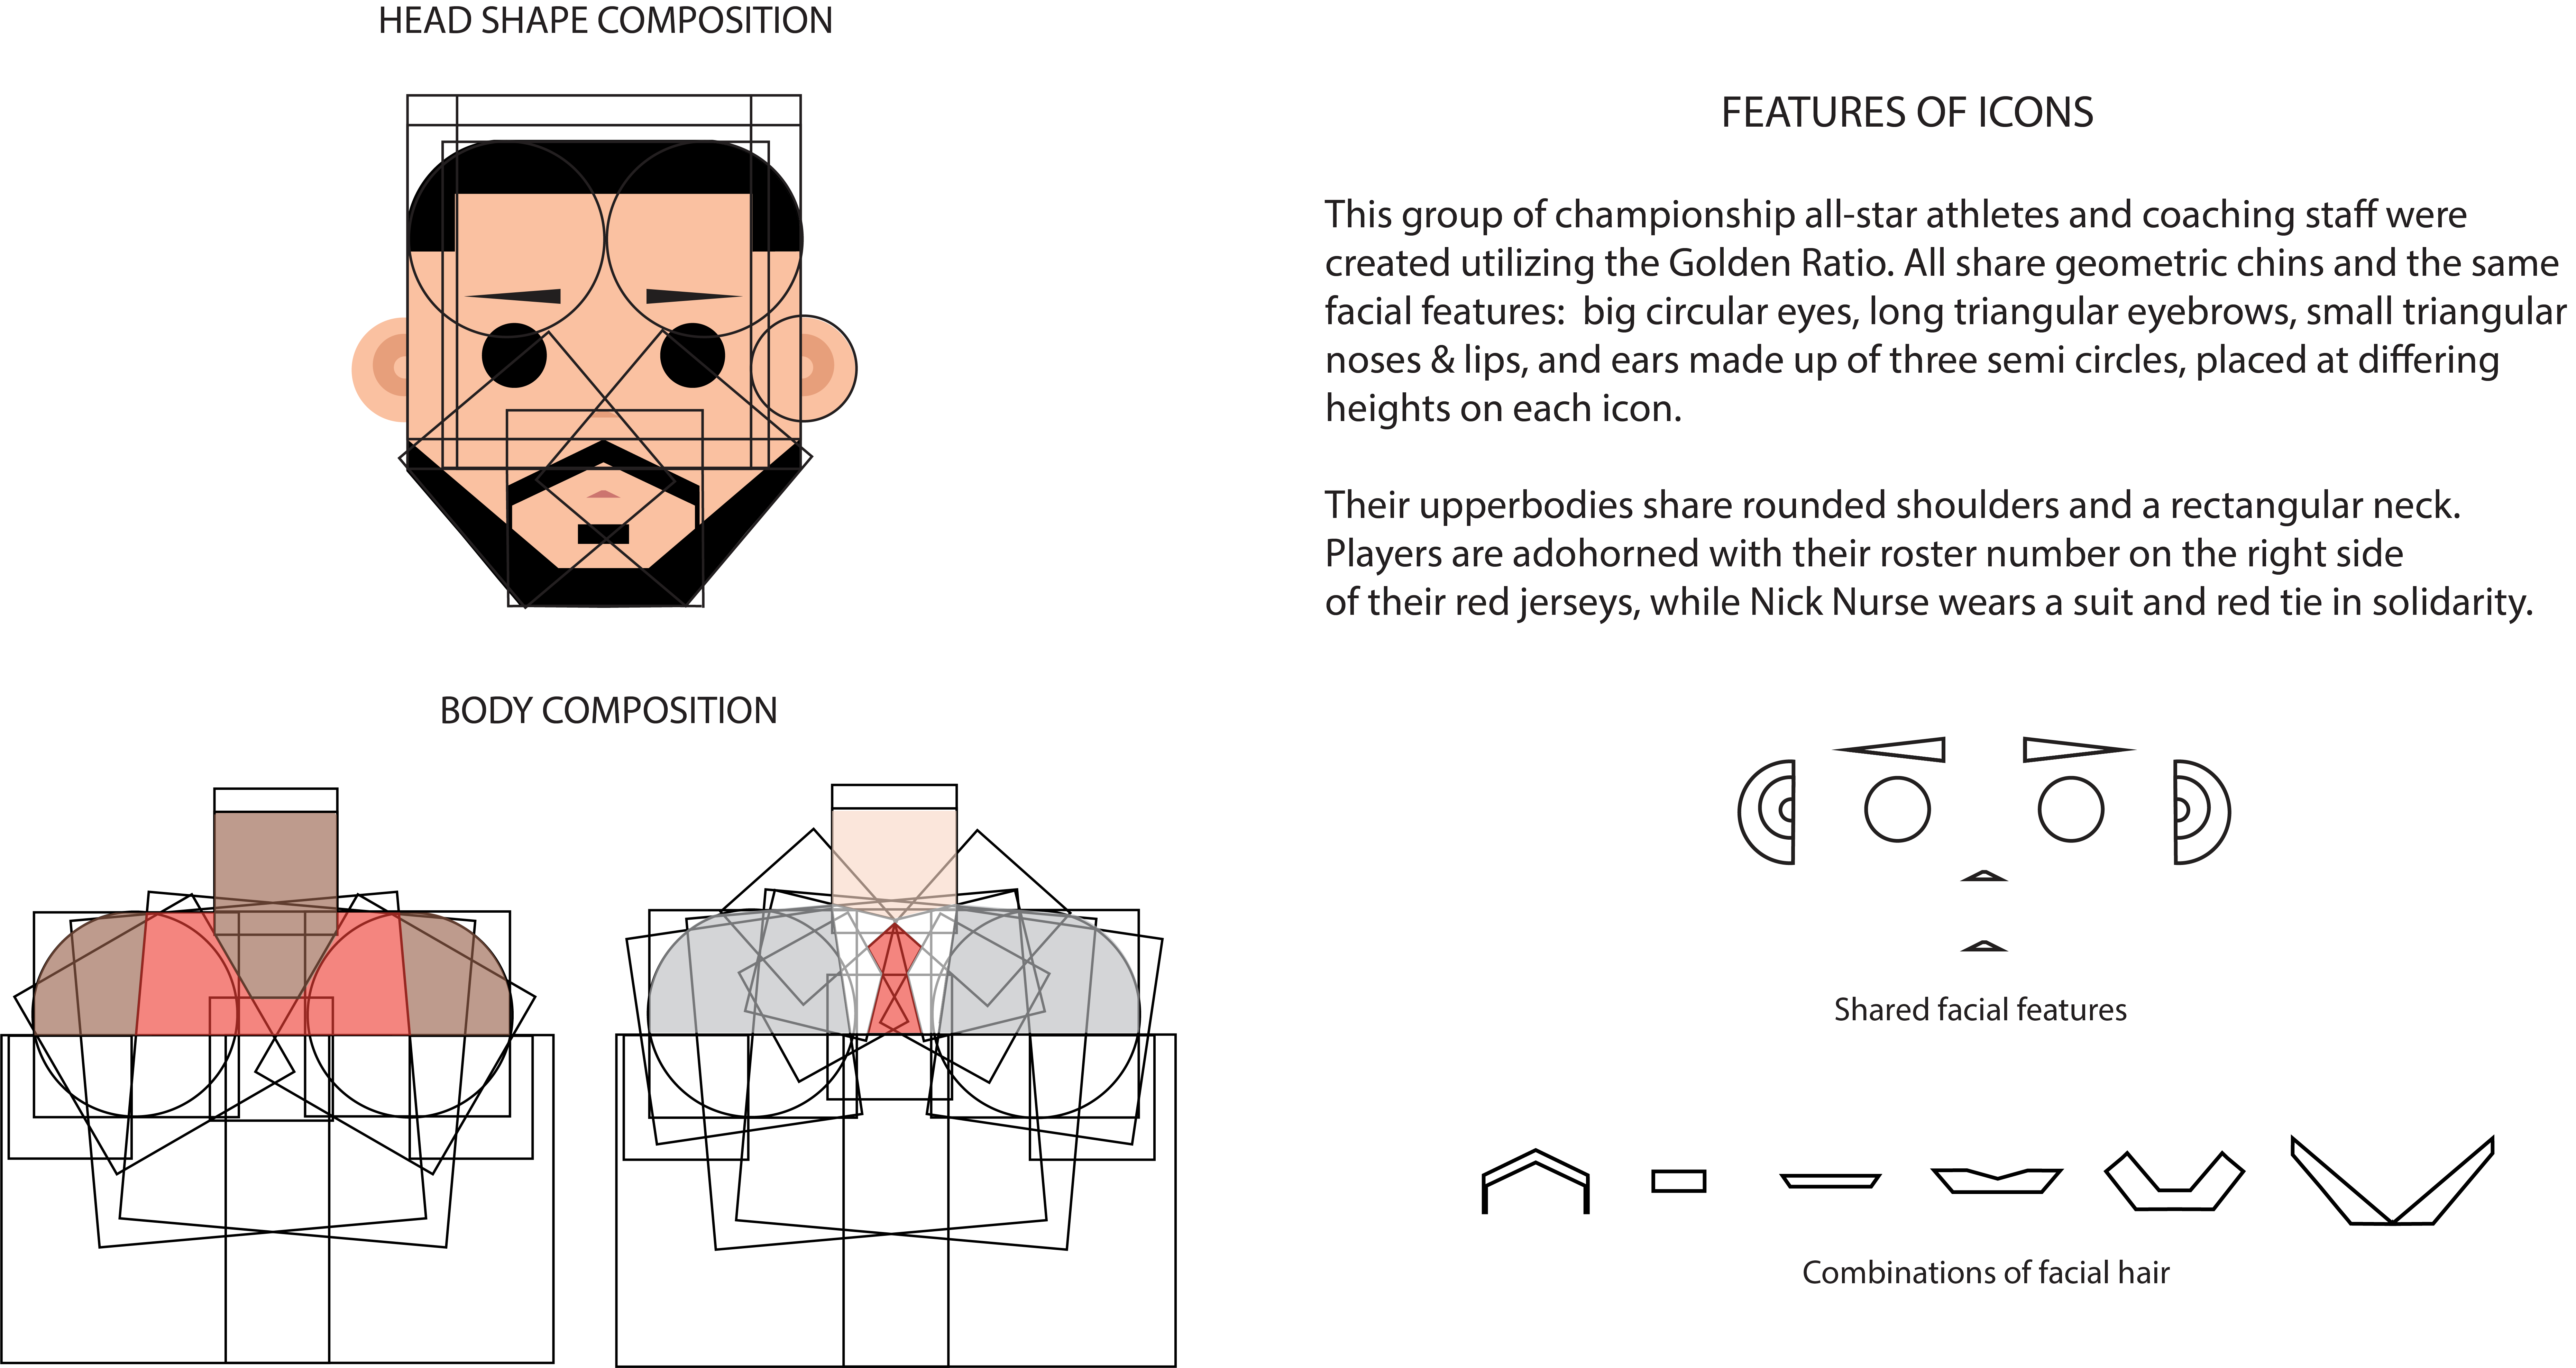 HEAD SHAPE COMPOSITION
FEATURES OF ICONS
This group of championship all-star athletes and coaching staff were
created utilizing the Golden Ratio. All share geometric chins and the same
facial features:  big circular eyes, long triangular eyebrows, small triangular
noses & lips, and ears made up of three semi circles, placed at differing
heights on each icon.
Their upperbodies share rounded shoulders and a rectangular neck.
Players are adohorned with their roster number on the right side
of their red jerseys, while Nick Nurse wears a suit and red tie in solidarity.
BODY COMPOSITION
Shared facial features
Combinations of facial hair